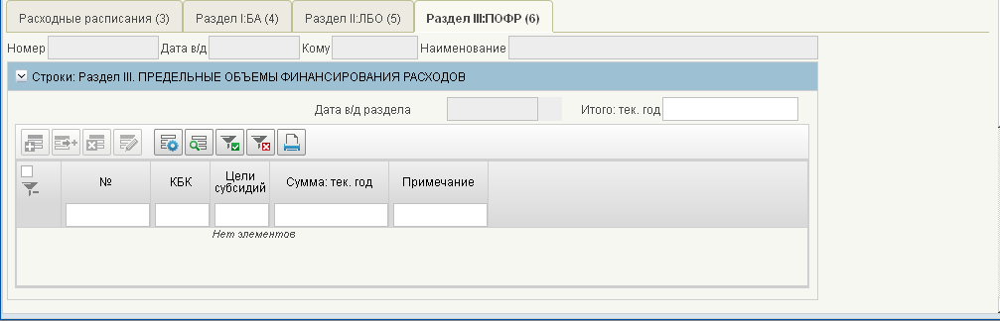 Расходные расписания (3) Раздел I:БА (4) Раздел II:ЛБО (5) Раздел III:ПОФР (6)
Номер Дата в/д Кому Наименование
Строки: Раздел III. ПРЕДЕЛЬНЫЕ ОБЪЕМЫ ФИНАНСИРОВАНИЯ РАСХОДОВ
Дата в/д раздела Итого: тек. год
№ КБК Цели субсидий Сумма: тек. год Примечание
Нет элементов